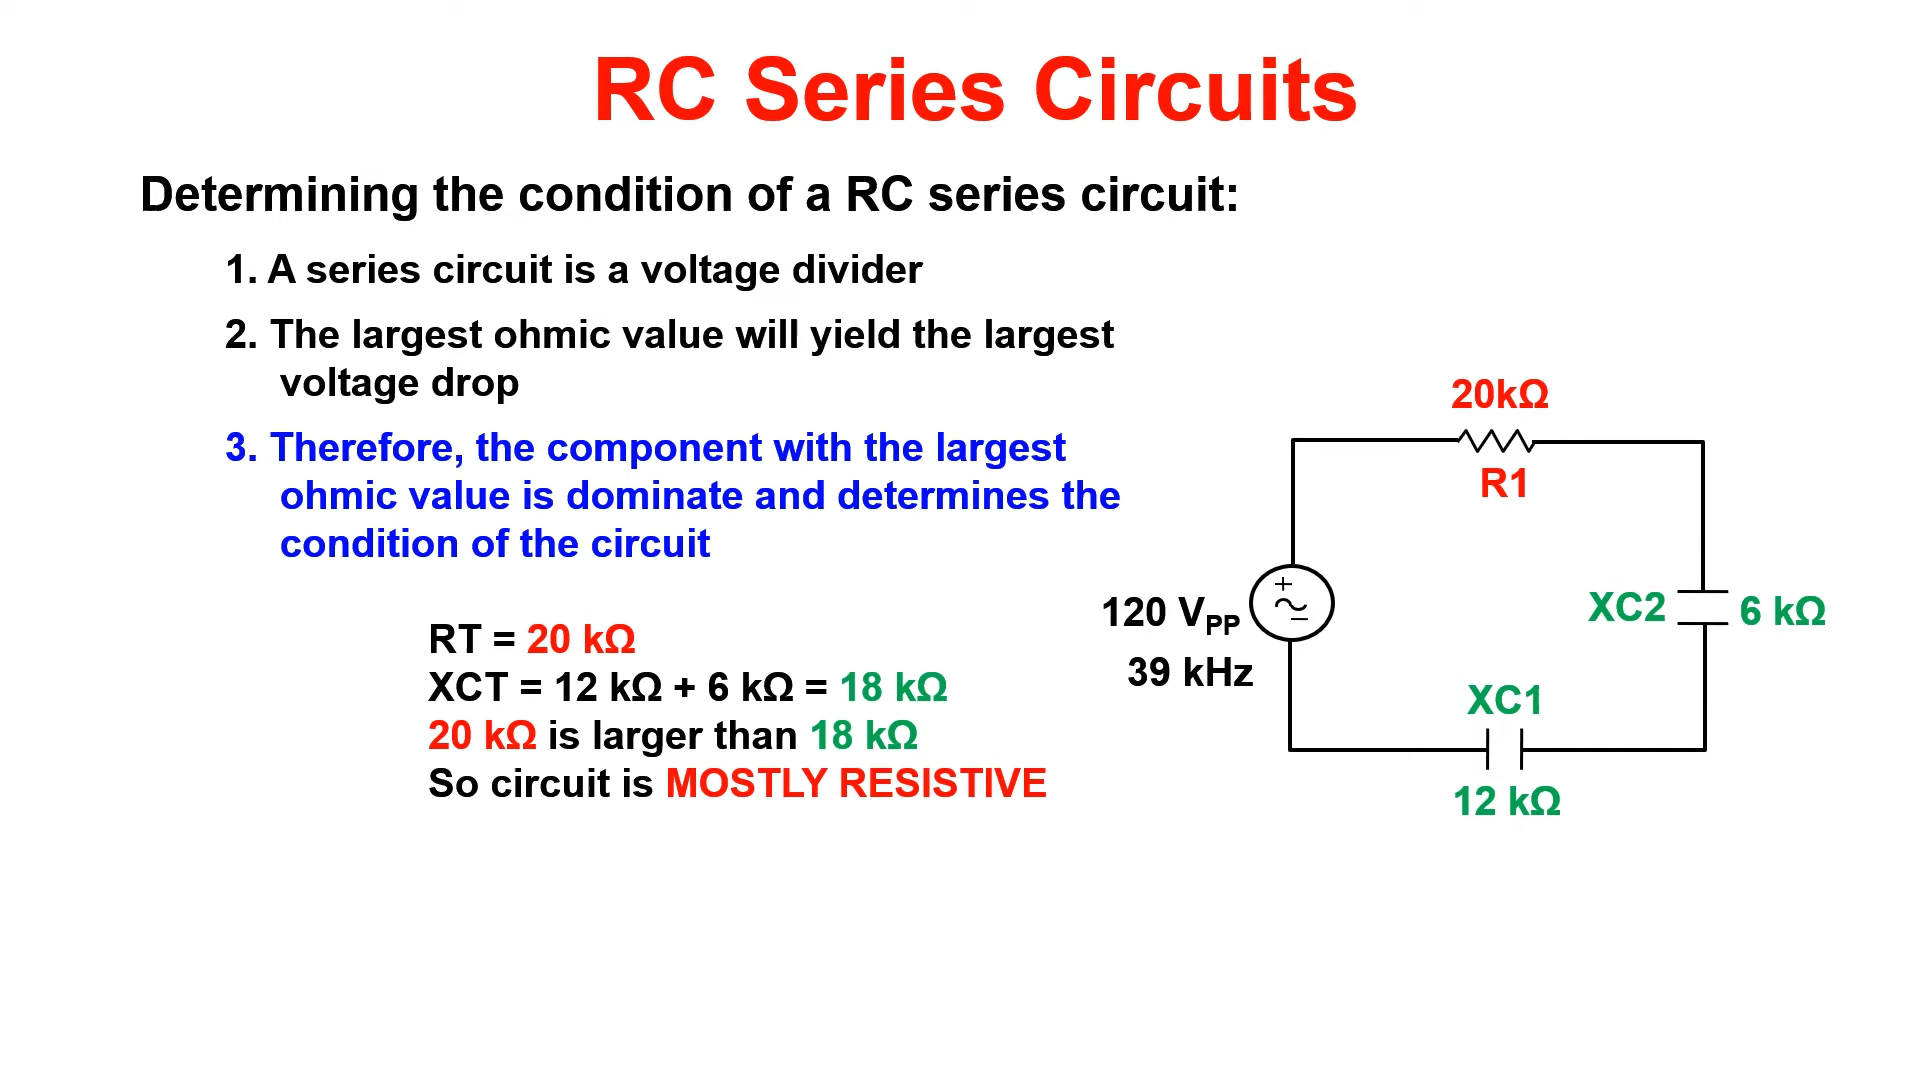 RC Series Circuits
Determining the condition of a RC series circuit:
1. A series circuit is a voltage divider
2. The largest ohmic value will yield the largest
voltage drop
3. Therefore, the component with the largest
ohmic value is dominate and determines the
condition of the circuit
RT = 20 kΩ
XCT = 12 kΩ + 6 kΩ = 18 kΩ
20 kΩ is larger than 18 kΩ
So circuit is MOSTLY RESISTIVE
20kΩ
R1
120 VPP
39 kHz
XC2
6 kΩ
XC1
12 kΩ